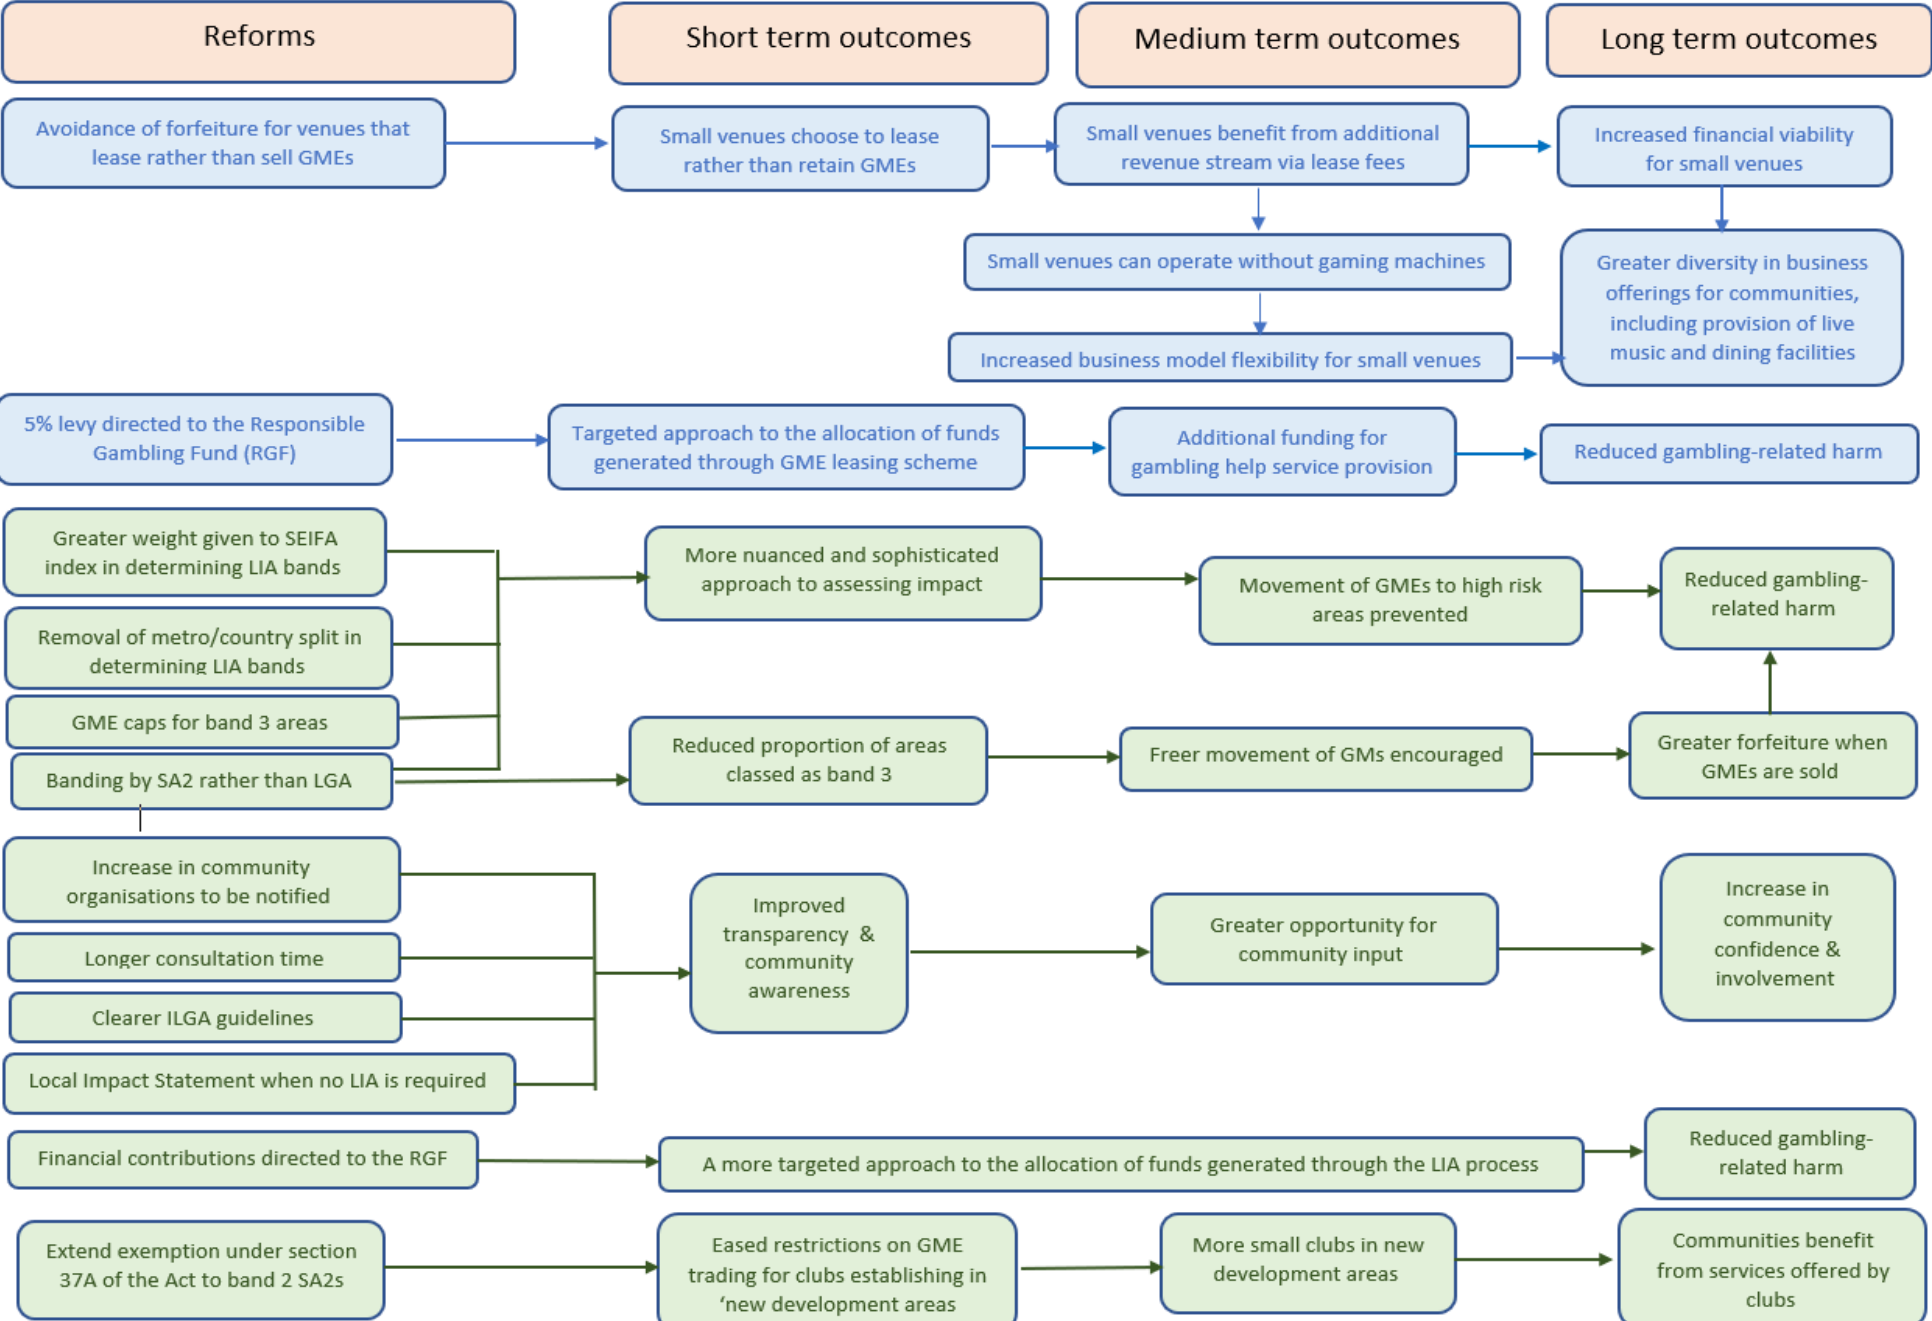 Reforms
Short term outcomes
Medium term outcomes
Long term outcomes
Avoidance of forfeiture for venues that
lease rather than sell GMEs
Small venues choose to lease
rather than retain GMEs
Small venues benefit from additional
revenue stream via lease fees
Increased financial viability
for small venues
Small venues can operate without gaming machines
Increased business model flexibility for small venues
Greater diversity in business
offerings for communities,
including provision of live
music and dining facilities
5% levy directed to the Responsible
Gambling Fund (RGF)
Targeted approach to the allocation of funds
generated through GME leasing scheme
Additional funding for
gambling help service provision
Reduced gambling-related harm
Greater weight given to SEIFA
index in determining LIA bands
Removal of metro/country split in
determining LIA bands
GME caps for band 3 areas
Banding by SA2 rather than LGA
More nuanced and sophisticated
approach to assessing impact
Movement of GMEs to high risk
areas prevented
Reduced gambling-
related harm
Reduced proportion of areas
classed as band 3
Freer movement of GMs encouraged
Greater forfeiture when
GMEs are sold
Increase in community
organisations to be notified
Longer consultation time
Clearer ILGA guidelines
Local Impact Statement when no LIA is required
Improved
transparency &
community
awareness
Greater opportunity for
community input
Increase in
community
confidence &
involvement
Financial contributions directed to the RGF
A more targeted approach to the allocation of funds generated through the LIA process
Reduced gambling-
related harm
Extend exemption under section
37A of the Act to band 2 SA2s
Eased restrictions on GME
trading for clubs establishing in
‘new development areas
More small clubs in new
development areas
Communities benefit
from services offered by
clubs